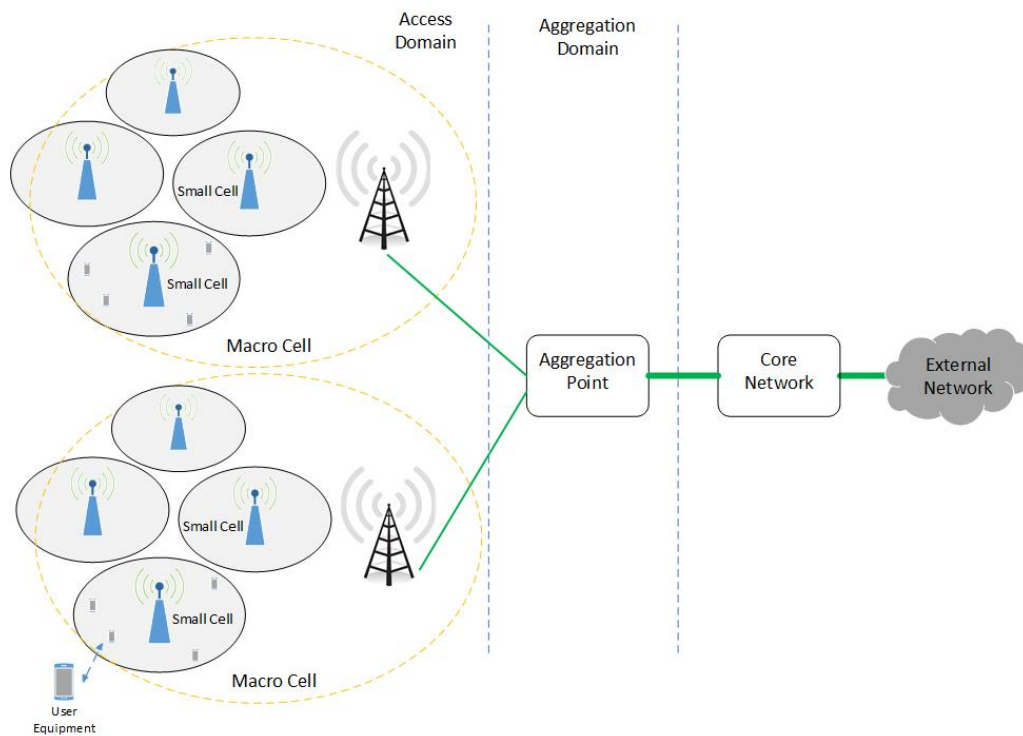 Access
Domain
Aggregation
Domain
Small Cell
Small Cell
Macro Cell
Aggregation
Point
Core
Network
External
Network
Small Cell
Small Cell
Macro Cell
User
Equipment